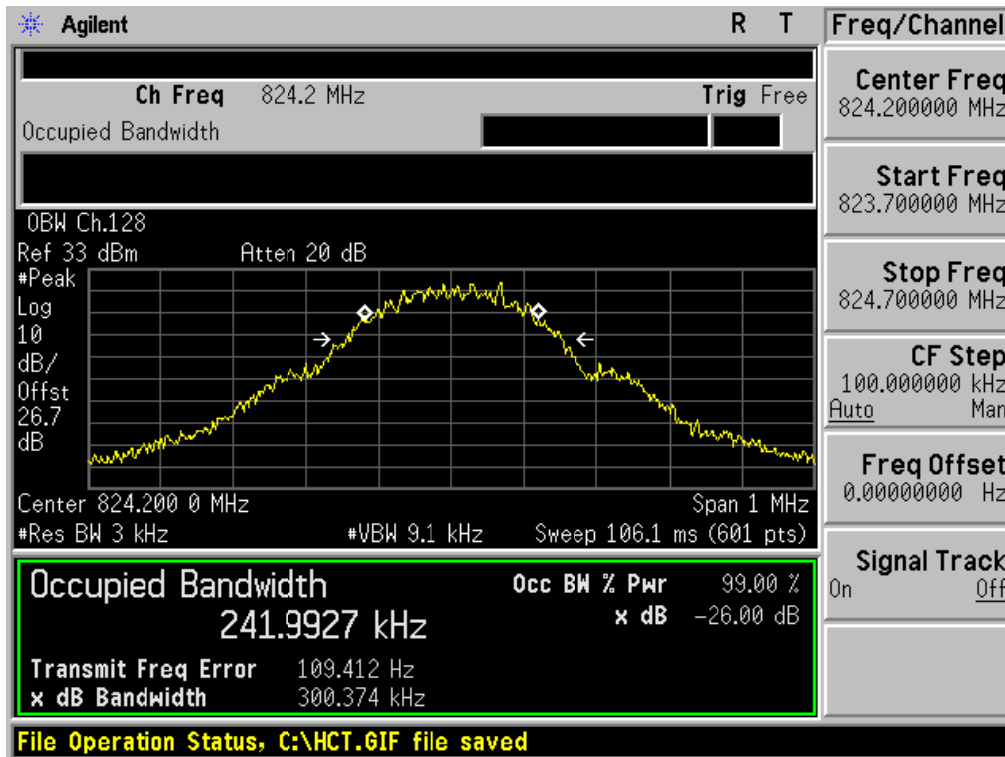 Agilent R T
Freq/Channel
Ch Freq 824.2 MHz Trig Free
Occupied Bandwidth
OBW Ch.128
Ref 33 dBm Atten 20 dB
#Peak
Log
10
dB/
Offst
26.7
dB
Center 824.200 0 MHz Span 1 MHz
#Res BW 3 kHz #VBW 9.1 kHz Sweep 106.1 ms (601 pts)
Occupied Bandwidth
241.9927 kHz
Occ BW % Pwr 99.00 %
x dB -26.00 dB
Transmit Freq Error 109.412 Hz
x dB Bandwidth 300.374 kHz
File Operation Status, C:\HCT.GIF file saved
Center Freq
824.200000 MHz
Start Freq
823.700000 MHz
Stop Freq
824.700000 MHz
CF Step
100.000000 kHz
Auto Man
Freq Offset
0.00000000 Hz
Signal Track
On Off